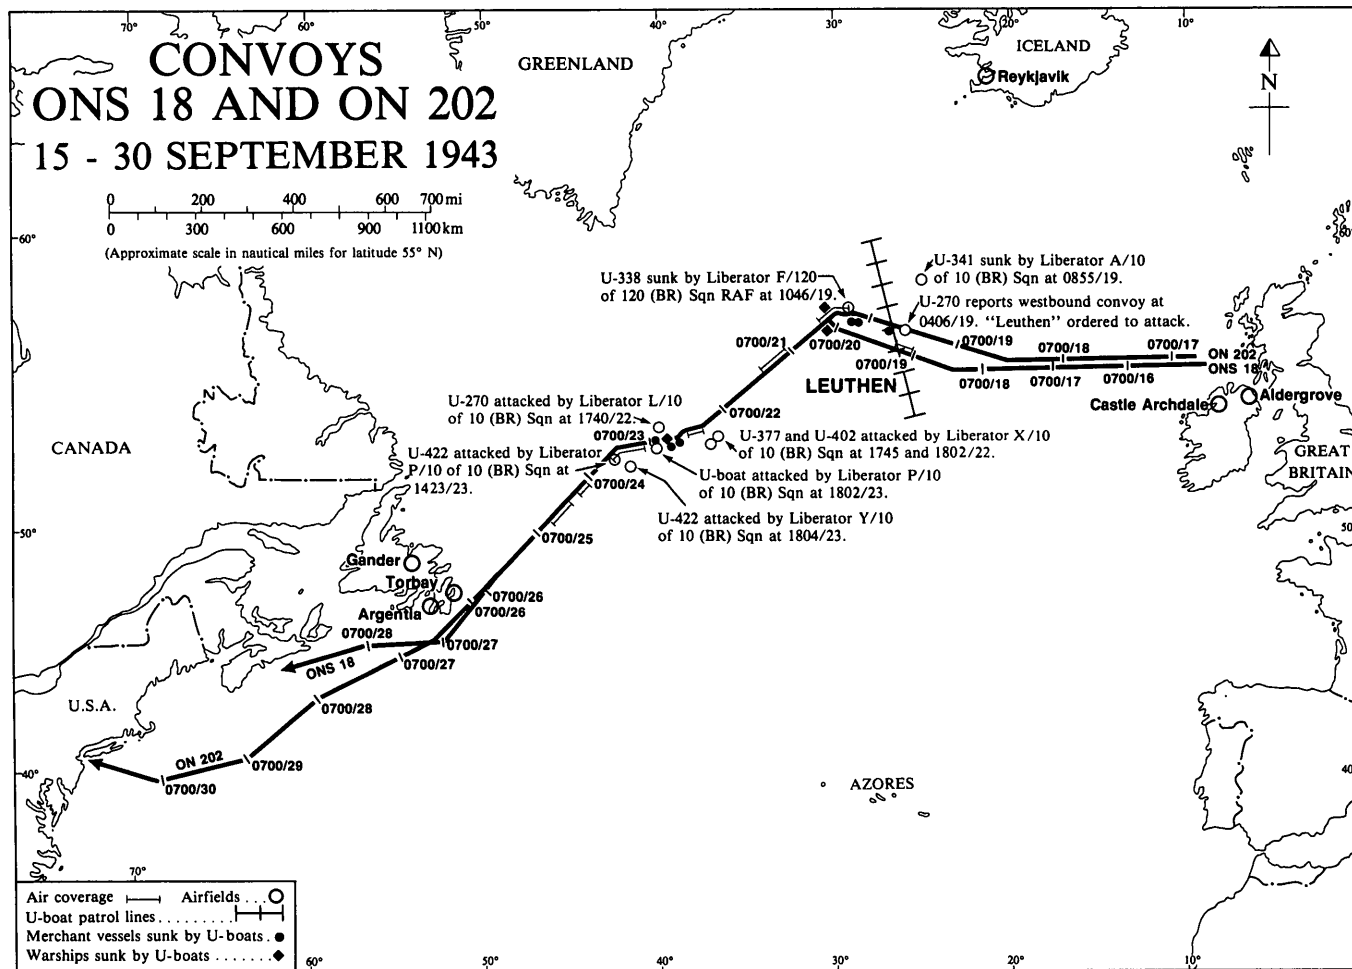 70°
50°
40°
30°
20°
10°
CONVOYS
ONS 18 AND ON 202
15 - 30 SEPTEMBER 1943
GREENLAND
ICELAND
Reykjavik
N
0 200 400 600 700 mi
0 300 600 900 1100 km
(Approximate scale in nautical miles for latitude 55° N)
60°
60°
U-338 sunk by Liberator F/120
of 120 (BR) Sqn RAF at 1046/19.
U-341 sunk by Liberator A/10
of 10 (BR) Sqn at 0855/19.
U-270 reports westbound convoy at
0406/19. "Leuthen" ordered to attack.
0700/21
0700/20
0700/19
0700/19
0700/18
0700/17
ON 202
ONS 18
0700/18
0700/17
0700/16
LEUTHEN
Castle Archdale
Aldergrove
GREAT
BRITAIN
0700/22
U-270 attacked by Liberator L/10
of 10 (BR) Sqn at 1740/22.
0700/23
U-377 and U-402 attacked by Liberator X/10
of 10 (BR) Sqn at 1745 and 1802/22.
U-422 attacked by Liberator
P/10 of 10 (BR) Sqn at
1423/23.
U-boat attacked by Liberator P/10
of 10 (BR) Sqn at 1802/23.
0700/24
U-422 attacked by Liberator Y/10
of 10 (BR) Sqn at 1804/23.
CANADA
50°
50
0700/25
Gander
Torbay
Argentia
0700/26
0700/26
0700/28
0700/27
0700/27
ONS 18
U.S.A.
0700/28
ON 202
0700/29
0700/30
40°
40
AZORES
70°
Air coverage Airfields . . .
U-boat patrol lines . . . . . . . . .
Merchant vessels sunk by U-boats .
Warships sunk by U-boats . . . . . . .
60°
50°
40°
30°
20°
10°